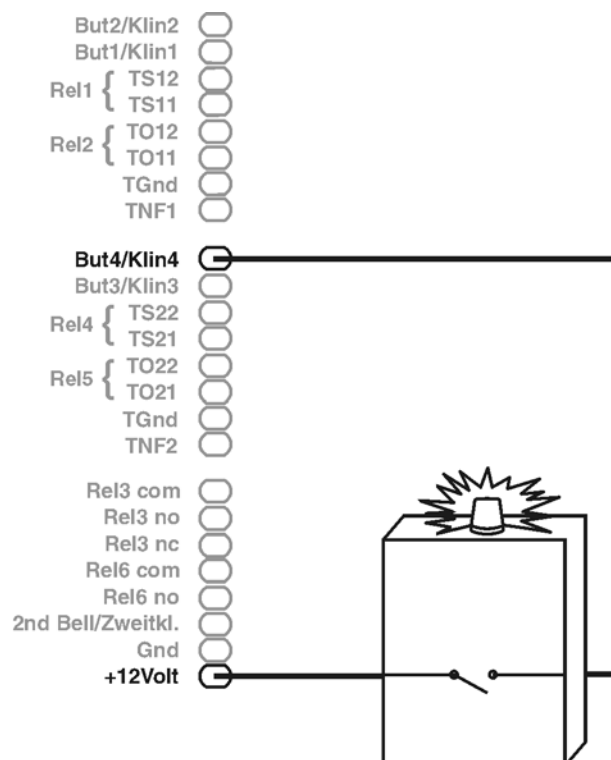 But2/Klin2
But1/Klin1
Rel1 { TS12
TS11
Rel2 { TO12
TO11
TGnd
TNF1
But4/Klin4
But3/Klin3
Rel4 { TS22
TS21
Rel5 { TO22
TO21
TGnd
TNF2
Rel3 com
Rel3 no
Rel3 nc
Rel6 com
Rel6 no
2nd Bell/Zweitkl.
Gnd
+12Volt